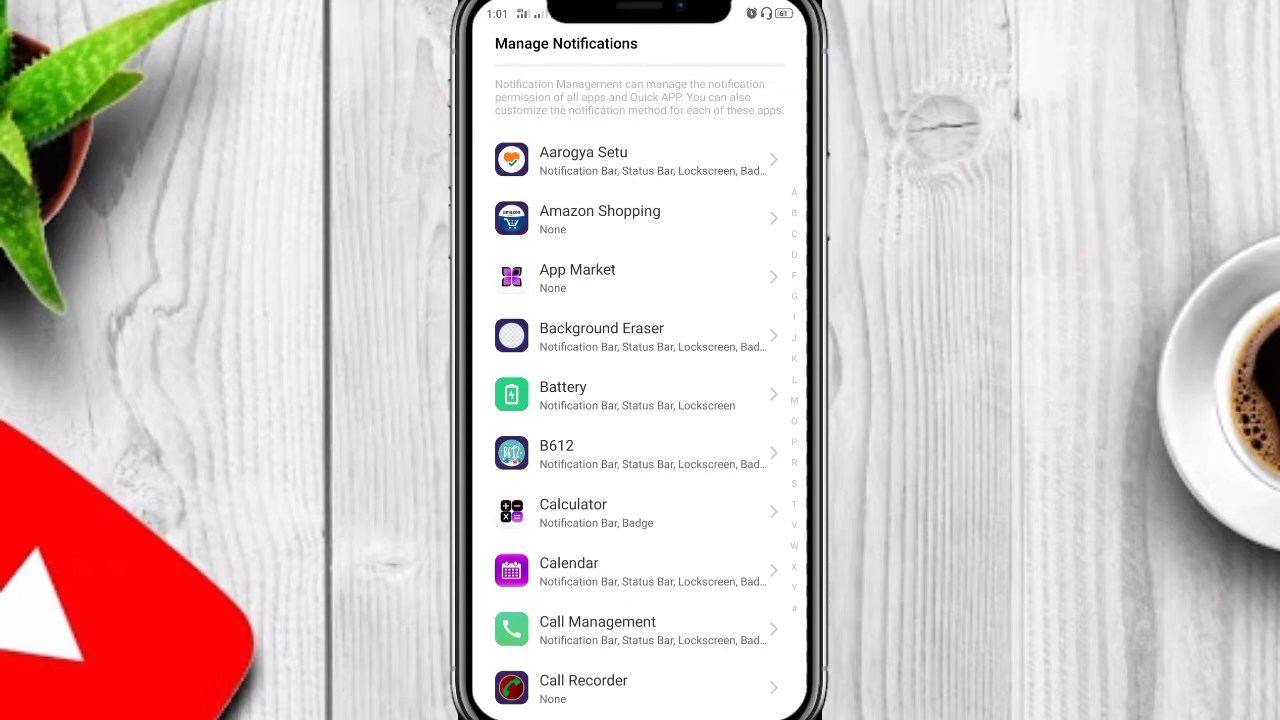 1:01
61
Manage Notifications
Notification Management can manage the notification
permission of all apps and Quick APP. You can also
customize the notification method for each of these apps.
Aarogya Setu
Notification Bar, Status Bar, Lockscreen, Bad...
amazon
Amazon Shopping
None
App Market
None
Background Eraser
Notification Bar, Status Bar, Lockscreen, Bad...
Battery
Notification Bar, Status Bar, Lockscreen
B612
B612
Notification Bar, Status Bar, Lockscreen, Bad...
Calculator
Notification Bar, Badge
Calendar
Notification Bar, Status Bar, Lockscreen, Bad...
Call Management
Notification Bar, Status Bar, Lockscreen, Bad...
Call Recorder
None
A
B
C
D
F
G
I
J
K
L
M
O
P
R
S
T
V
W
X
Y
#